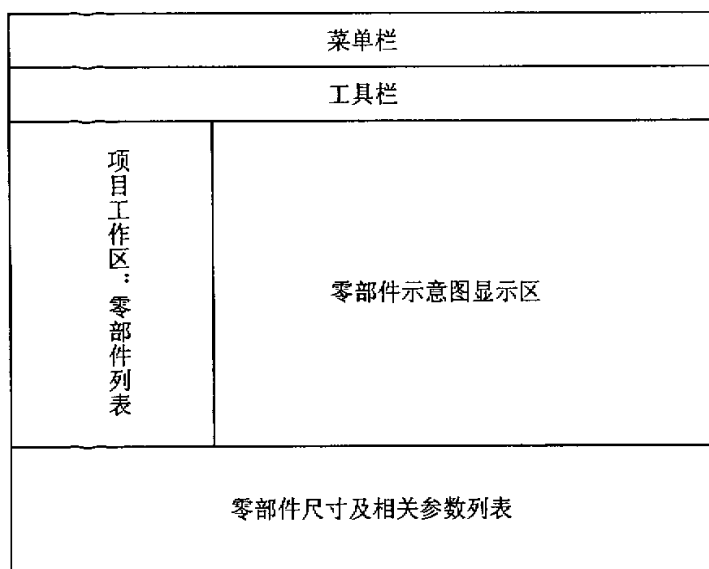 菜单栏
工具栏
项目工作区：零部件列表
零部件示意图显示区
零部件尺寸及相关参数列表